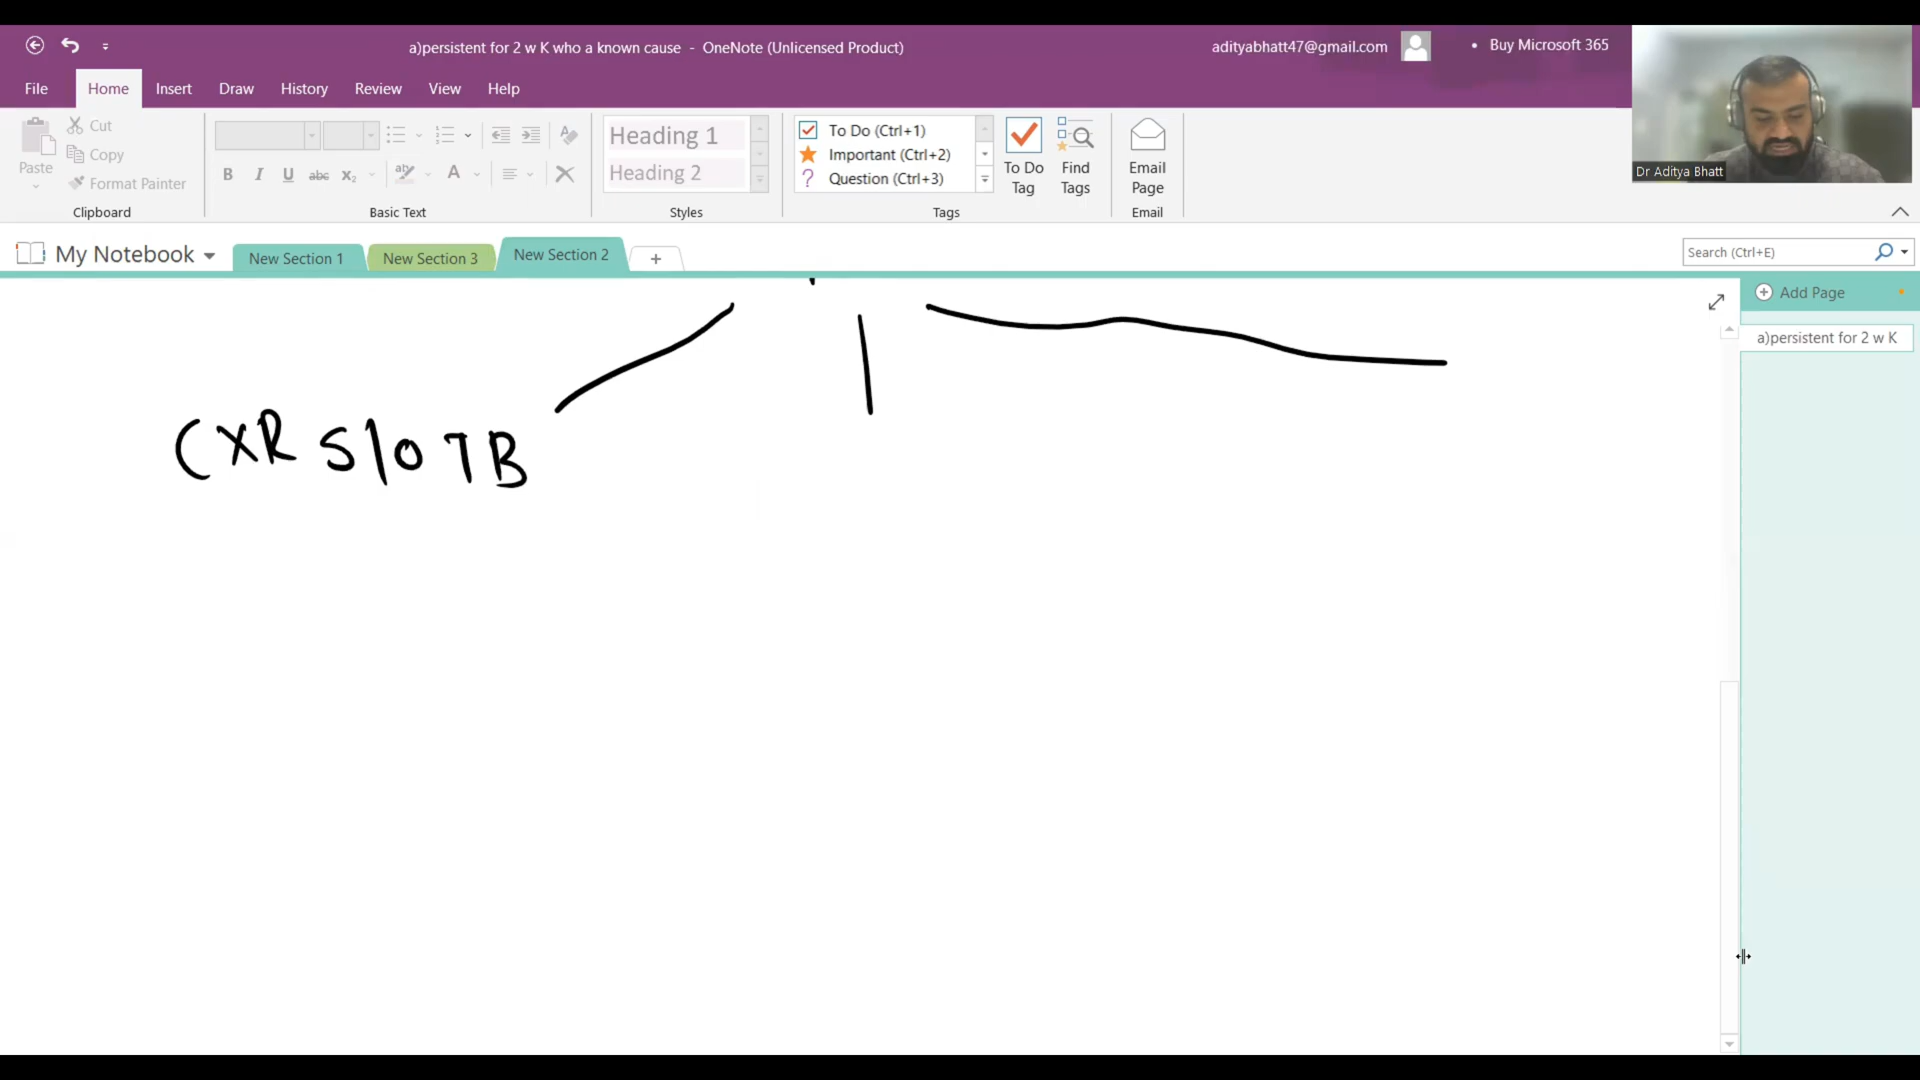 a)persistent for 2 w K who a known cause - OneNote (Unlicensed Product)
adityabhatt47@gmail.com
Buy Microsoft 365
File Home Insert Draw History Review View Help
Paste
Cut
Copy
Format Painter
Clipboard
B I U abc X₂ aby A
Basic Text
Heading 1
Heading 2
Styles
To Do (Ctrl+1)
Important (Ctrl+2)
Question (Ctrl+3)
To Do Tag
Find Tags
Tags
Email Page
Email
Dr Aditya Bhatt
My Notebook
New Section 1
New Section 3
New Section 2
Search (Ctrl+E)
Add Page
a)persistent for 2 w K
CXR S/O TB